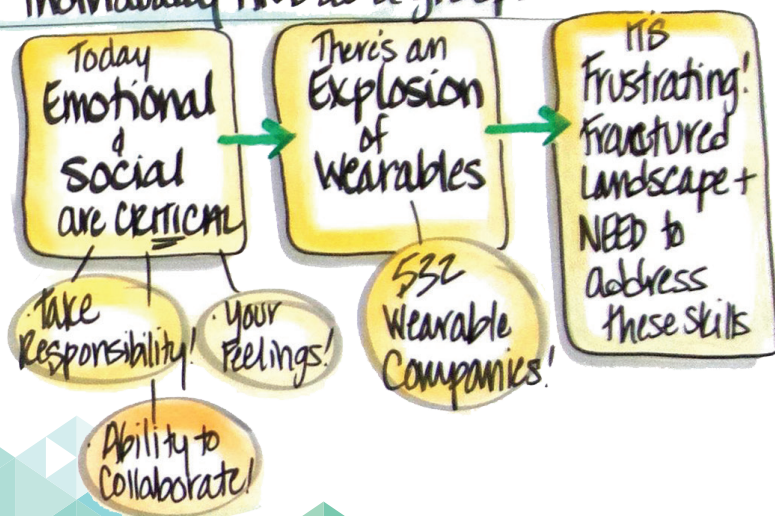 Individually
Today
Emotional
&
Social
are CRITICAL
There's an
Explosion
of
Wearables
IT'S
Frustrating!
Fractured
Landscape +
NEED to
address
these skills
· Take
Responsibility!
· Your
Feelings!
532
Wearable
Companies!
· Ability to
Collaborate!